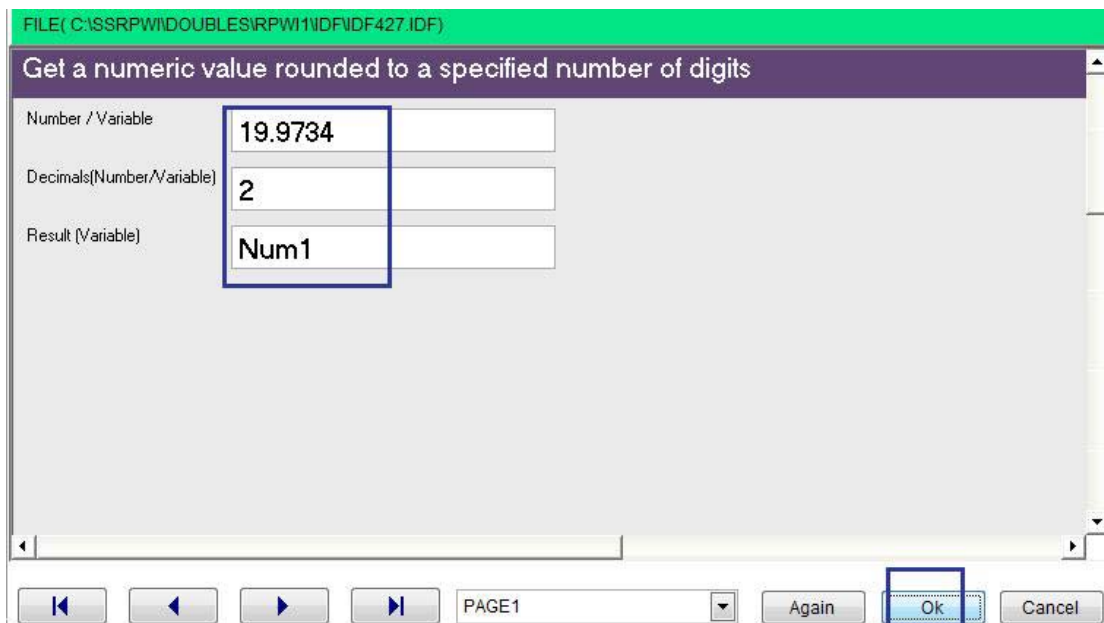 FILE( C:\SSRPWI\DOUBLES\RPWI1\IDF\IDF427.IDF)
Get a numeric value rounded to a specified number of digits
Number / Variable
19.9734
Decimals(Number/Variable)
2
Result (Variable)
Num1
PAGE1
Again
Ok
Cancel